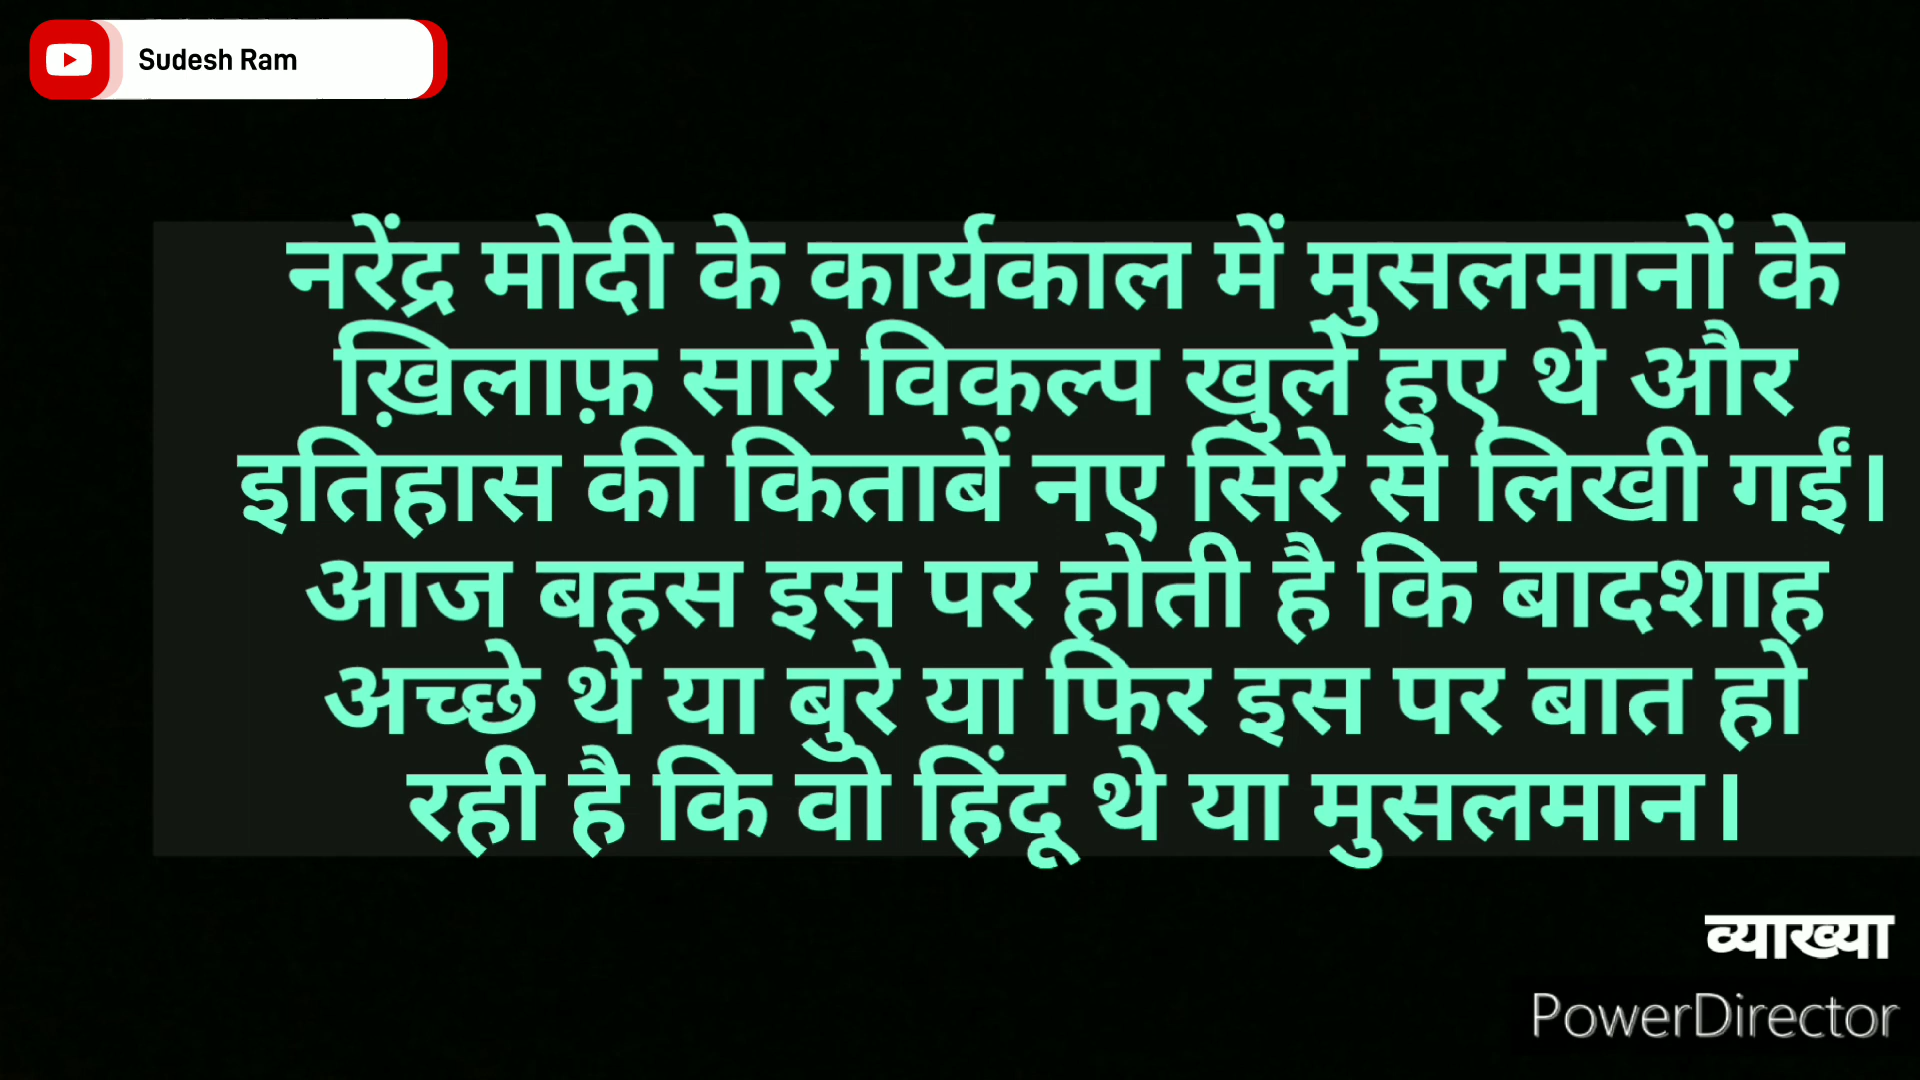 Sudesh Ram
नरेंद्र मोदी के कार्यकाल में मुसलमानों के
ख़िलाफ़ सारे विकल्प खुले हुए थे और
इतिहास की किताबें नए सिरे से लिखी गईं।
आज बहस इस पर होती है कि बादशाह
अच्छे थे या बुरे या फिर इस पर बात हो
रही है कि वो हिंदू थे या मुसलमान।
व्याख्या
PowerDirector